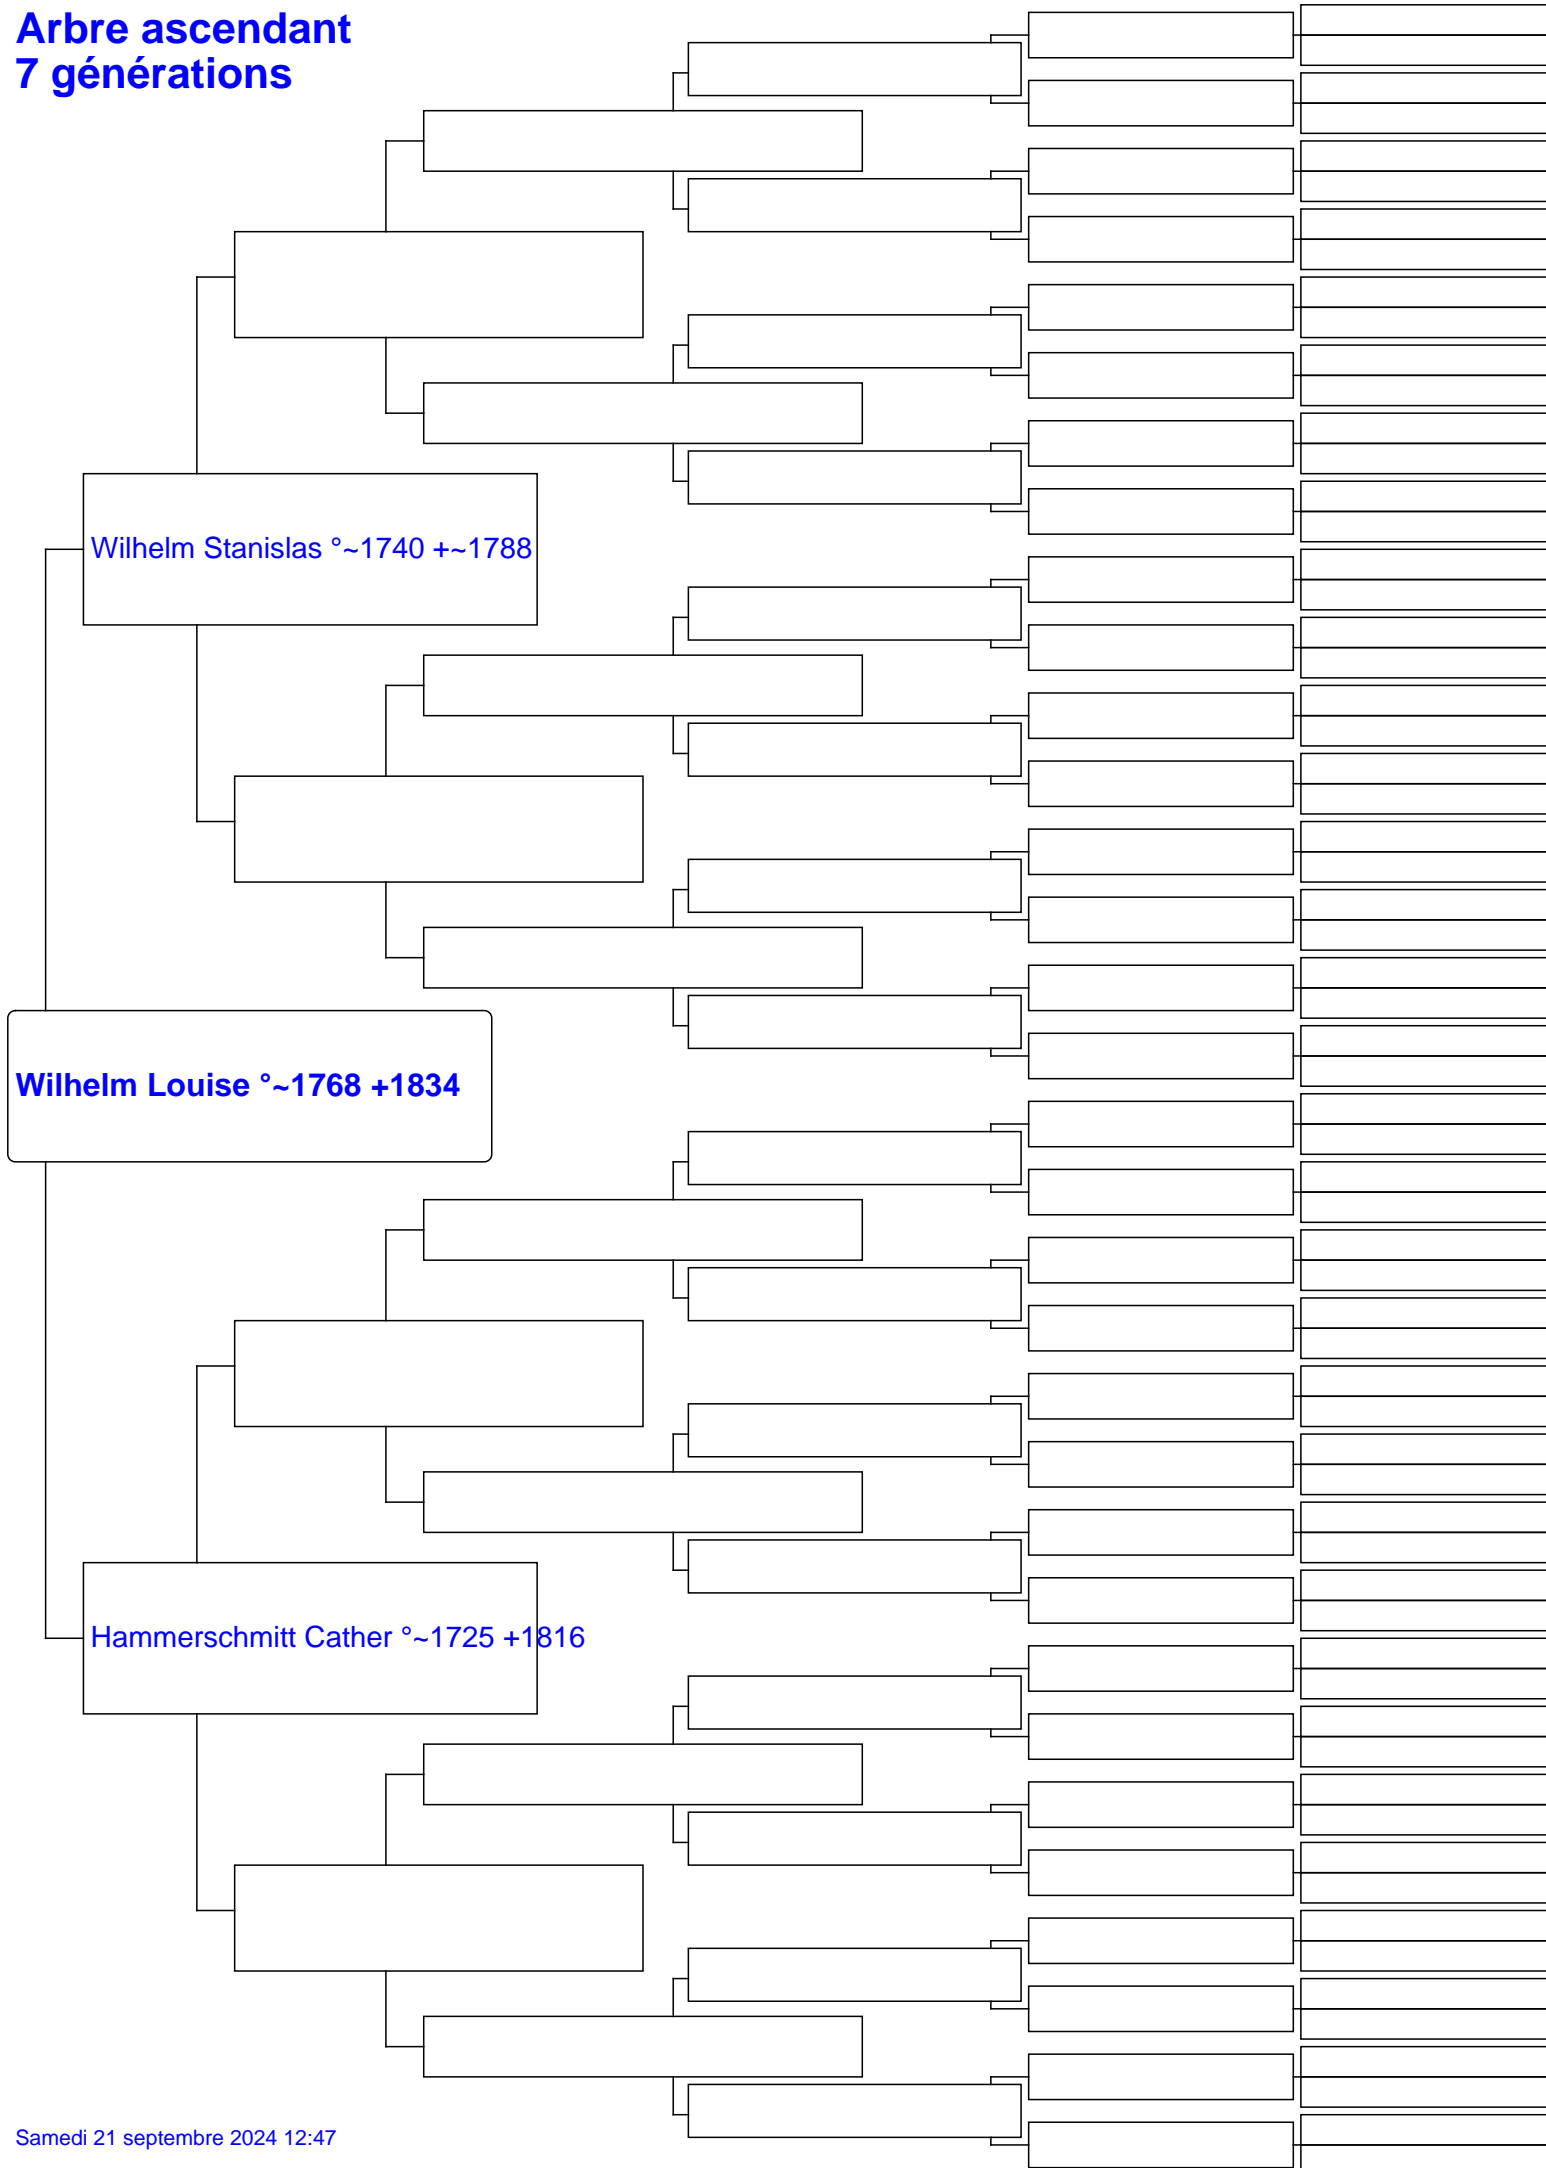 Arbre ascendant
7 générations
Wilhelm Stanislas °~1740 +~1788
Wilhelm Louise °~1768 +1834
Hammerschmitt Cather °~1725 +1816
Samedi 21 septembre 2024 12:47